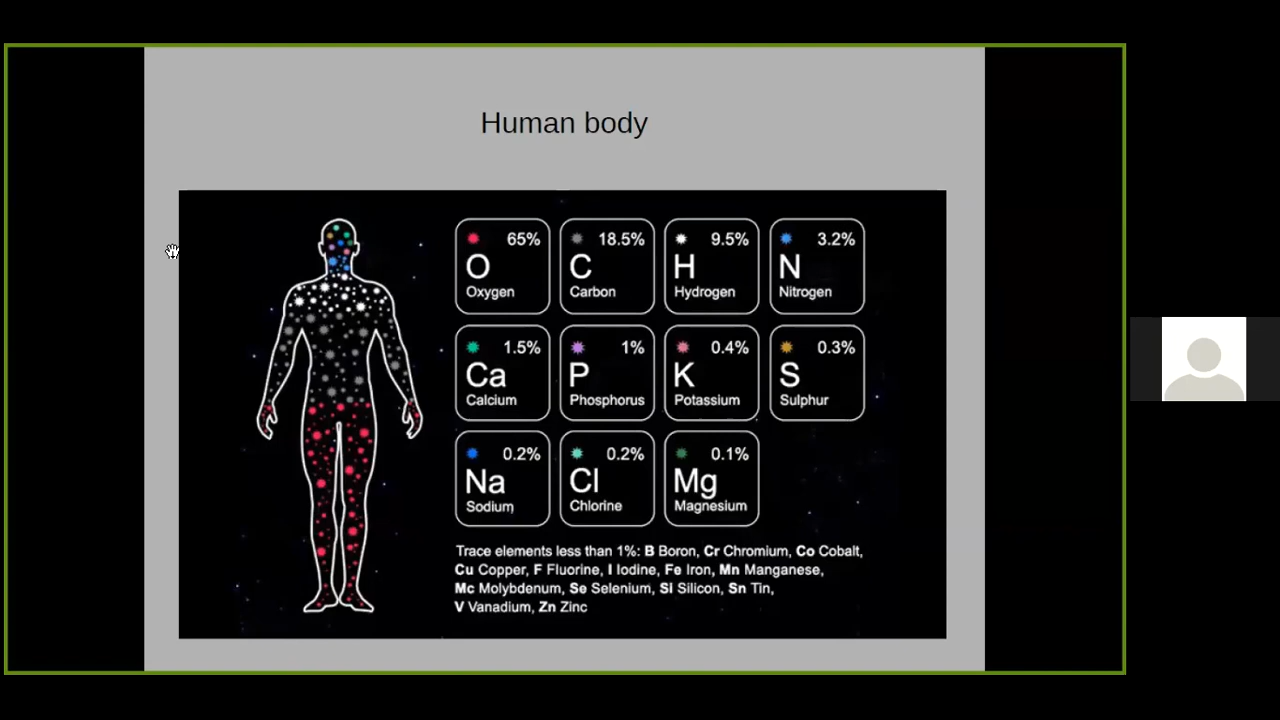 Human body
65% 18.5% 9.5% 3.2%
O C H N
Oxygen Carbon Hydrogen Nitrogen
1.5% 1% 0.4% 0.3%
Ca P K S
Calcium Phosphorus Potassium Sulphur
0.2% 0.2% 0.1%
Na Cl Mg
Sodium Chlorine Magnesium
Trace elements less than 1%: B Boron, Cr Chromium, Co Cobalt,
Cu Copper, F Fluorine, I Iodine, Fe Iron, Mn Manganese,
Mc Molybdenum, Se Selenium, Si Silicon, Sn Tin,
V Vanadium, Zn Zinc